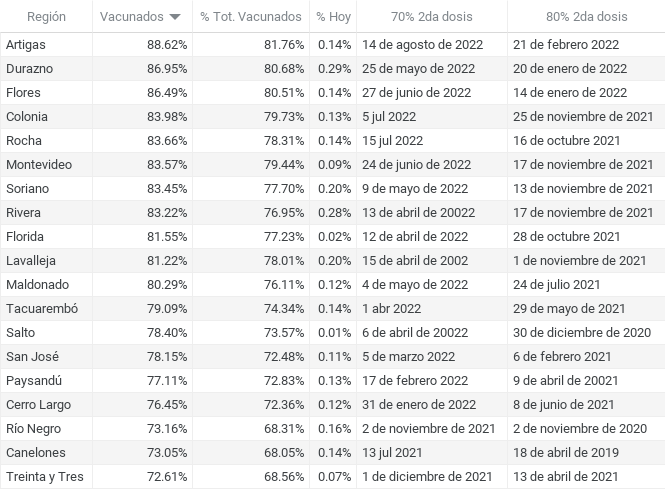 Región Vacunados % Tot. Vacunados % Hoy 70% 2da dosis 80% 2da dosis
Artigas 88.62% 81.76% 0.14% 14 de agosto de 2022 21 de febrero 2022
Durazno 86.95% 80.68% 0.29% 25 de mayo de 2022 20 de enero de 2022
Flores 86.49% 80.51% 0.14% 27 de junio de 2022 14 de enero de 2022
Colonia 83.98% 79.73% 0.13% 5 jul 2022 25 de noviembre de 2021
Rocha 83.66% 78.31% 0.14% 15 jul 2022 16 de octubre 2021
Montevideo 83.57% 79.44% 0.09% 24 de junio de 2022 17 de noviembre de 2021
Soriano 83.45% 77.70% 0.20% 9 de mayo de 2022 13 de noviembre de 2021
Rivera 83.22% 76.95% 0.28% 13 de abril de 20022 17 de noviembre de 2021
Florida 81.55% 77.23% 0.02% 12 de abril de 2022 28 de octubre 2021
Lavalleja 81.22% 78.01% 0.20% 15 de abril de 2002 1 de noviembre de 2021
Maldonado 80.29% 76.11% 0.12% 4 de mayo de 2022 24 de julio 2021
Tacuarembó 79.09% 74.34% 0.14% 1 abr 2022 29 de mayo de 2021
Salto 78.40% 73.57% 0.01% 6 de abril de 20022 30 de diciembre de 2020
San José 78.15% 72.48% 0.11% 5 de marzo 2022 6 de febrero 2021
Paysandú 77.11% 72.83% 0.13% 17 de febrero 2022 9 de abril de 20021
Cerro Largo 76.45% 72.36% 0.12% 31 de enero de 2022 8 de junio de 2021
Río Negro 73.16% 68.31% 0.16% 2 de noviembre de 2021 2 de noviembre de 2020
Canelones 73.05% 68.05% 0.14% 13 jul 2021 18 de abril de 2019
Treinta y Tres 72.61% 68.56% 0.07% 1 de diciembre de 2021 13 de abril de 2021